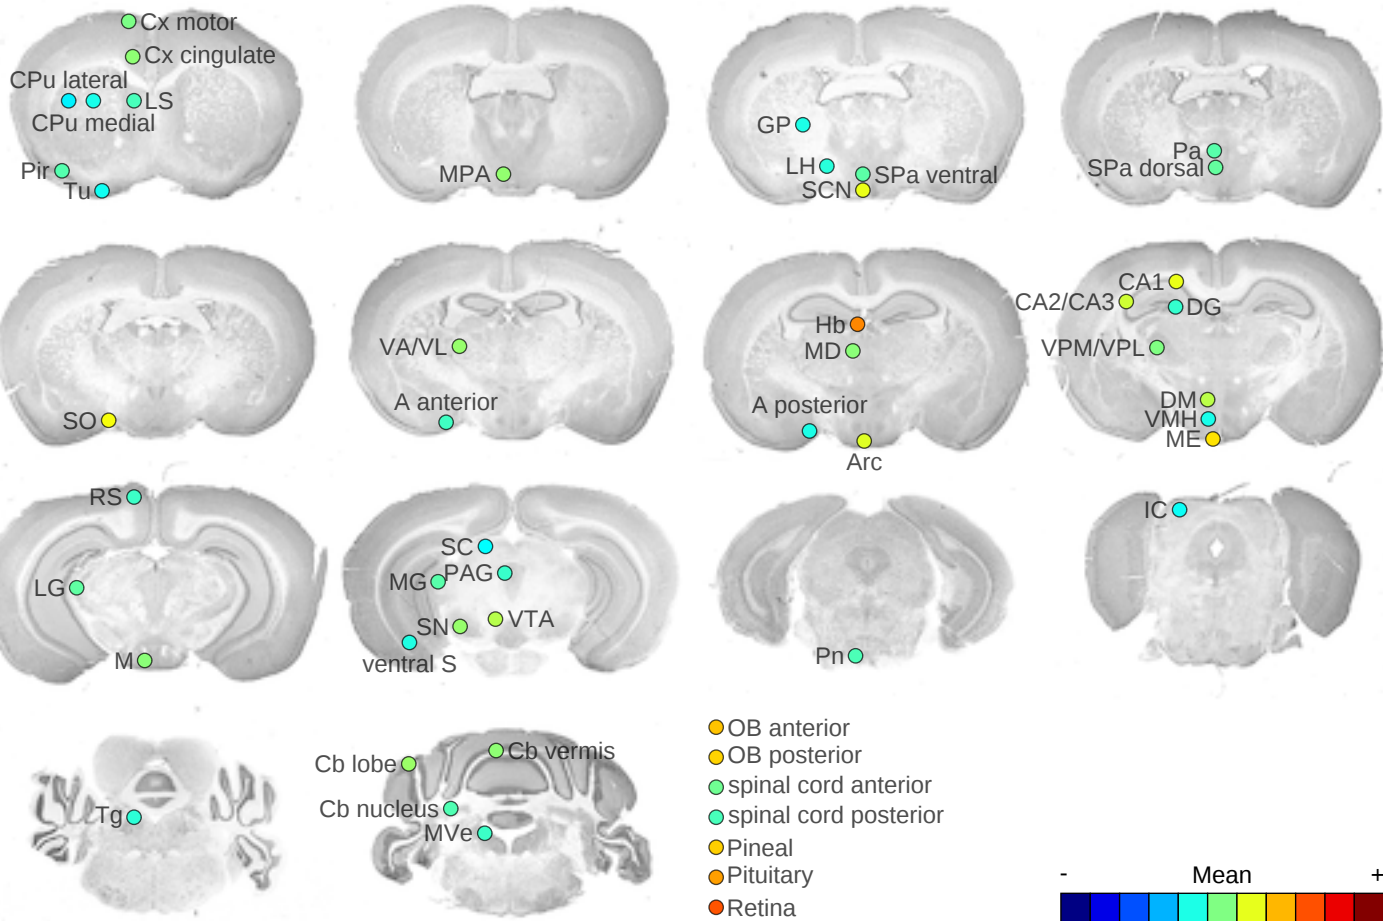 Cx motor
Cx cingulate
CPu lateral
LS
CPu medial
Pir
Tu
MPA
GP
LH
SPa ventral
SCN
Pa
SPa dorsal
SO
VA/VL
A anterior
Hb
MD
A posterior
Arc
CA1
CA2/CA3
DG
VPM/VPL
DM
VMH
ME
RS
LG
M
SC
PAG
MG
SN
VTA
ventral S
Pn
IC
Tg
Cb lobe
Cb vermis
Cb nucleus
MVe
OB anterior
OB posterior
spinal cord anterior
spinal cord posterior
Pineal
Pituitary
Retina
- Mean +